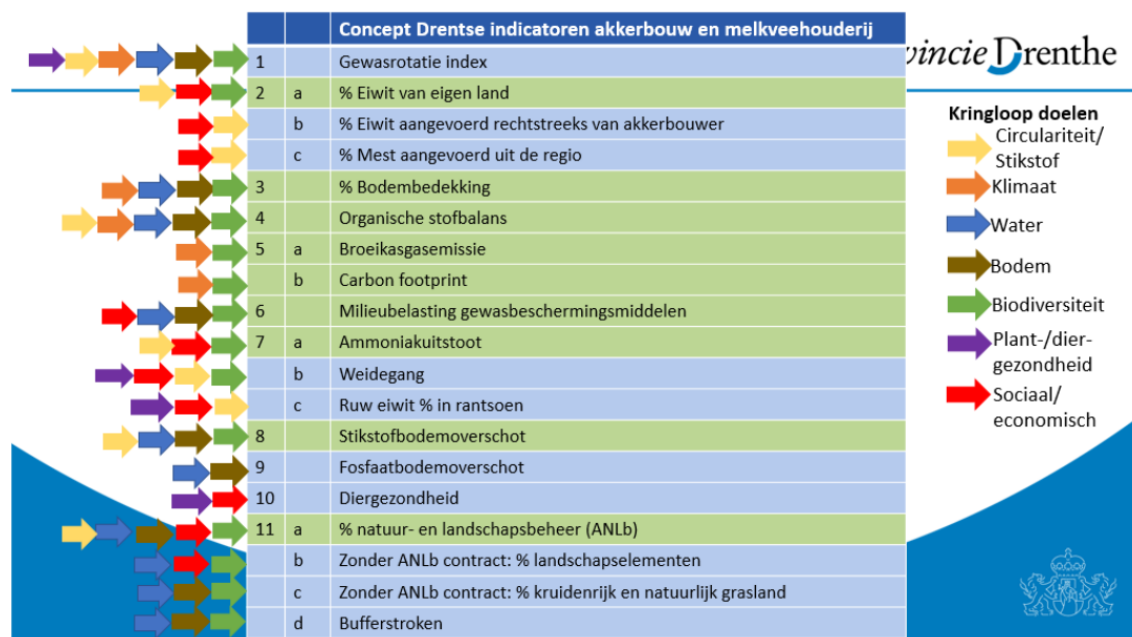 Concept Drentse indicatoren akkerbouw en melkveehouderij
1 Gewasrotatie index
2 a % Eiwit van eigen land
b % Eiwit aangevoerd rechtstreeks van akkerbouwer
c % Mest aangevoerd uit de regio
3 % Bodembedekking
4 Organische stofbalans
5 a Broeikasgasemissie
b Carbon footprint
6 Milieubelasting gewasbeschermingsmiddelen
7 a Ammoniakuitstoot
b Weidegang
c Ruw eiwit % in rantsoen
8 Stikstofbodemoverschot
9 Fosfaatbodemoverschot
10 Diergezondheid
11 a % natuur- en landschapsbeheer (ANLb)
b Zonder ANLb contract: % landschapselementen
c Zonder ANLb contract: % kruidenrijk en natuurlijk grasland
d Bufferstroken
vincie Drenthe
Kringloop doelen
Circulariteit/
Stikstof
Klimaat
Water
Bodem
Biodiversiteit
Plant-/dier-
gezondheid
Sociaal/
economisch